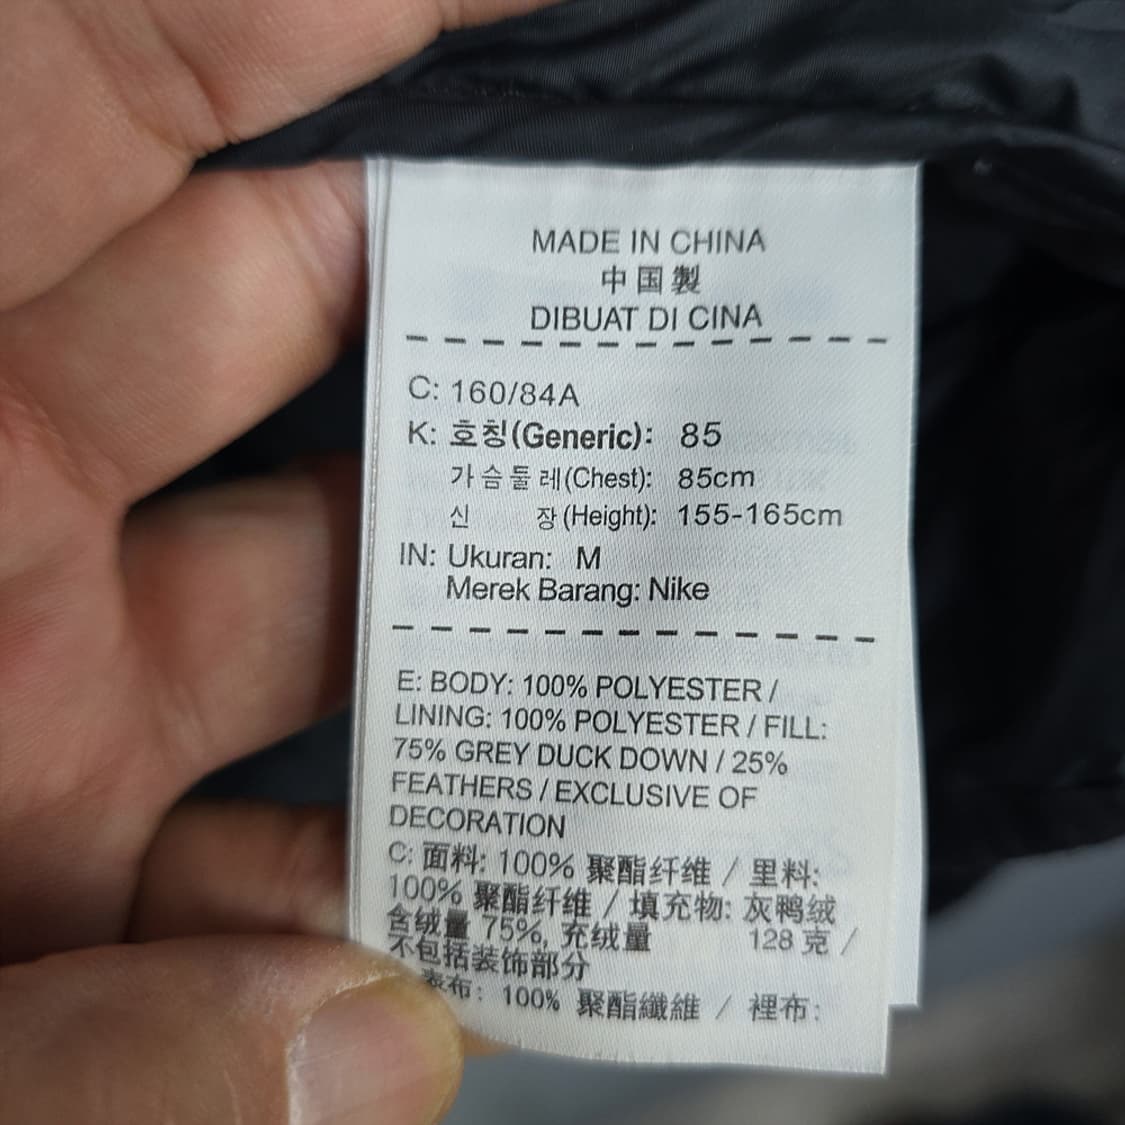 MADE IN CHINA
中国製
DIBUAT DI CINA
C: 160/84A
K: 호칭(Generic): 85
가슴둘레(Chest): 85cm
신 장(Height): 155-165cm
IN: Ukuran: M
Merek Barang: Nike
E: BODY: 100% POLYESTER /
LINING: 100% POLYESTER / FILL:
75% GREY DUCK DOWN / 25%
FEATHERS / EXCLUSIVE OF
DECORATION
C: 面料: 100% 聚酯纤维 / 里料:
100% 聚酯纤维 / 填充物: 灰鸭绒
含绒量 75%, 充绒量 128 克 /
不包括装饰部分
表布: 100% 聚酯纖維 / 裡布: